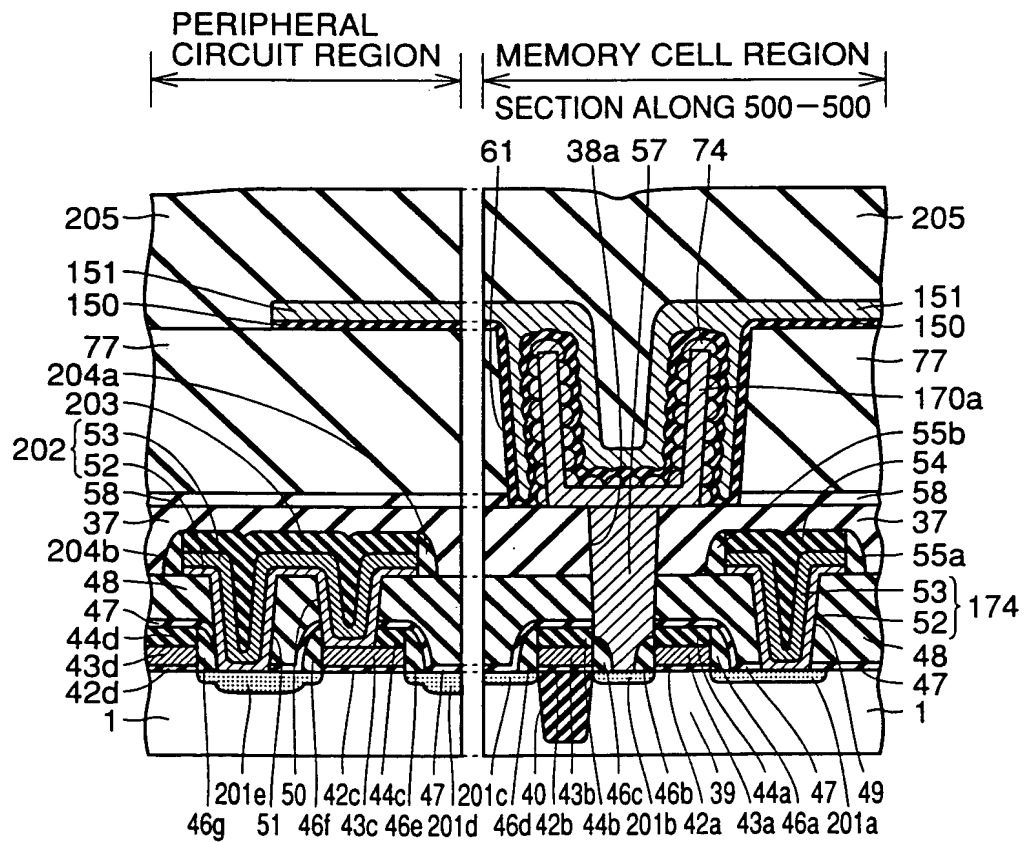 PERIPHERAL
CIRCUIT REGION
MEMORY CELL REGION
SECTION ALONG 500-500
61 38a 57 74
205
151
150
77
204a
203
202 { 53
52
58
37
204b
48
47
44d
43d
42d
1
205
151
150
77
170a
55b
54
58
37
55a
53
52 } 174
48
47
1
201e 50 42c 44c 47 201c 40 43b 46c 46b 39 44a 47 49
46g 51 46f 43c 46e 201d 46d 42b 44b 201b 42a 43a 46a 201a